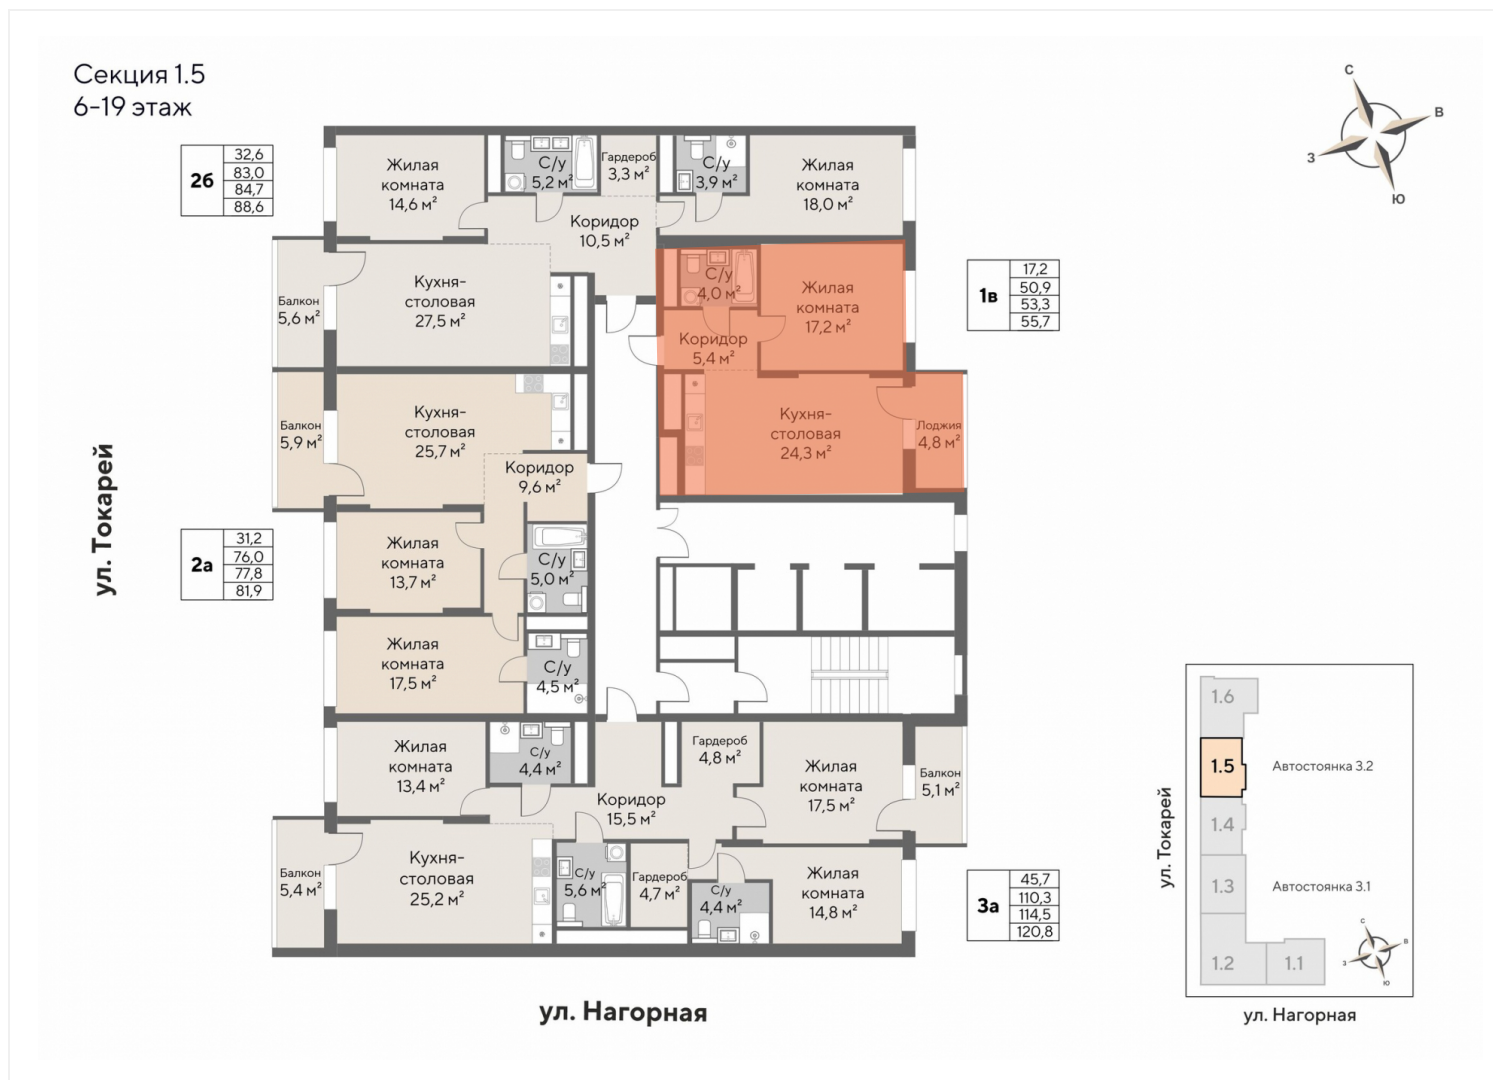 Секция 1.5
6-19 этаж
С
В
З
Ю
2б
32,6
83,0
84,7
88,6
Жилая
комната
14,6 м²
С/у
5,2 м²
Гардероб
3,3 м²
С/у
3,9 м²
Жилая
комната
18,0 м²
Коридор
10,5 м²
Балкон
5,6 м²
Кухня-
столовая
27,5 м²
С/у
4,0 м²
Жилая
комната
17,2 м²
Коридор
5,4 м²
1в
17,2
50,9
53,3
55,7
Кухня-
столовая
24,3 м²
Лоджия
4,8 м²
Балкон
5,9 м²
Кухня-
столовая
25,7 м²
Коридор
9,6 м²
ул. Токарей
2а
31,2
76,0
77,8
81,9
Жилая
комната
13,7 м²
С/у
5,0 м²
Жилая
комната
17,5 м²
С/у
4,5 м²
Жилая
комната
13,4 м²
С/у
4,4 м²
Гардероб
4,8 м²
Жилая
комната
17,5 м²
Балкон
5,1 м²
Коридор
15,5 м²
Балкон
5,4 м²
Кухня-
столовая
25,2 м²
С/у
5,6 м²
Гардероб
4,7 м²
С/у
4,4 м²
Жилая
комната
14,8 м²
3а
45,7
110,3
114,5
120,8
ул. Нагорная
1.6
1.5
Автостоянка 3.2
1.4
1.3
Автостоянка 3.1
1.2
1.1
С
В
З
Ю
ул. Токарей
ул. Нагорная